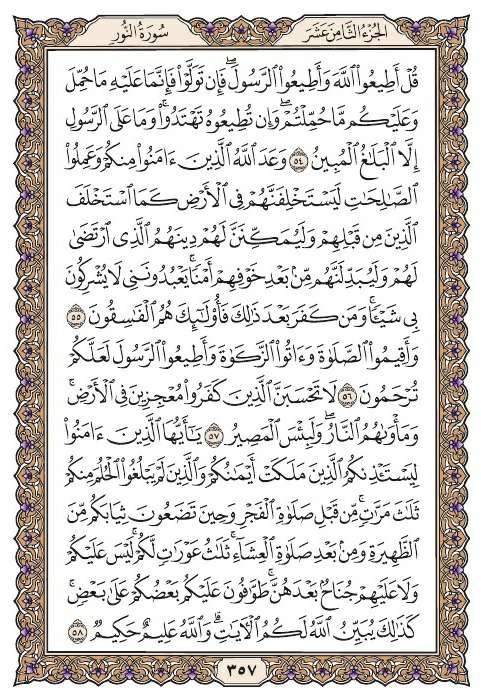 الجزء الثامن عشر
سورة النور
قُلْ أَطِيعُوا۟ ٱللَّهَ وَأَطِيعُوا۟ ٱلرَّسُولَ ۖ فَإِن تَوَلَّوْا۟ فَإِنَّمَا عَلَيْهِ مَا حُمِّلَ
وَعَلَيْكُم مَّا حُمِّلْتُمْ ۖ وَإِن تُطِيعُوهُ تَهْتَدُوا۟ ۚ وَمَا عَلَى ٱلرَّسُولِ
إِلَّا ٱلْبَلَٰغُ ٱلْمُبِينُ ٥٤ وَعَدَ ٱللَّهُ ٱلَّذِينَ ءَامَنُوا۟ مِنكُمْ وَعَمِلُوا۟
ٱلصَّٰلِحَٰتِ لَيَسْتَخْلِفَنَّهُمْ فِى ٱلْأَرْضِ كَمَا ٱسْتَخْلَفَ
ٱلَّذِينَ مِن قَبْلِهِمْ وَلَيُمَكِّنَنَّ لَهُمْ دِينَهُمُ ٱلَّذِى ٱرْتَضَىٰ
لَهُمْ وَلَيُبَدِّلَنَّهُم مِّنۢ بَعْدِ خَوْفِهِمْ أَمْنًا ۚ يَعْبُدُونَنِى لَا يُشْرِكُونَ
بِى شَيْـًٔا ۚ وَمَن كَفَرَ بَعْدَ ذَٰلِكَ فَأُو۟لَٰٓئِكَ هُمُ ٱلْفَٰسِقُونَ ٥٥
وَأَقِيمُوا۟ ٱلصَّلَوٰةَ وَءَاتُوا۟ ٱلزَّكَوٰةَ وَأَطِيعُوا۟ ٱلرَّسُولَ لَعَلَّكُمْ
تُرْحَمُونَ ٥٦ لَا تَحْسَبَنَّ ٱلَّذِينَ كَفَرُوا۟ مُعْجِزِينَ فِى ٱلْأَرْضِ ۚ
وَمَأْوَىٰهُمُ ٱلنَّارُ ۖ وَلَبِئْسَ ٱلْمَصِيرُ ٥٧ يَٰٓأَيُّهَا ٱلَّذِينَ ءَامَنُوا۟
لِيَسْتَـْٔذِنكُمُ ٱلَّذِينَ مَلَكَتْ أَيْمَٰنُكُمْ وَٱلَّذِينَ لَمْ يَبْلُغُوا۟ ٱلْحُلُمَ مِنكُمْ
ثَلَٰثَ مَرَّٰتٍ ۚ مِّن قَبْلِ صَلَوٰةِ ٱلْفَجْرِ وَحِينَ تَضَعُونَ ثِيَابَكُم مِّنَ
ٱلظَّهِيرَةِ وَمِنۢ بَعْدِ صَلَوٰةِ ٱلْعِشَآءِ ۚ ثَلَٰثُ عَوْرَٰتٍ لَّكُمْ ۚ لَيْسَ عَلَيْكُمْ
وَلَا عَلَيْهِمْ جُنَاحٌۢ بَعْدَهُنَّ ۚ طَوَّٰفُونَ عَلَيْكُم بَعْضُكُمْ عَلَىٰ بَعْضٍ ۚ
كَذَٰلِكَ يُبَيِّنُ ٱللَّهُ لَكُمُ ٱلْءَايَٰتِ ۗ وَٱللَّهُ عَلِيمٌ حَكِيمٌ ٥٨
٣٥٧